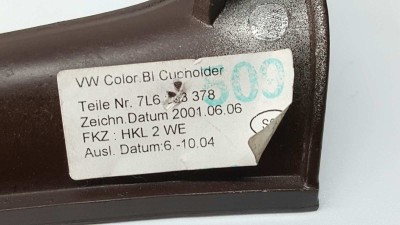 VW Color.Bi Cupholder
Teile Nr. 7L6 378
Zeichn.Datum 2001.06.06
FKZ : HKL 2 WE
Ausl. Datum:6.-10.04